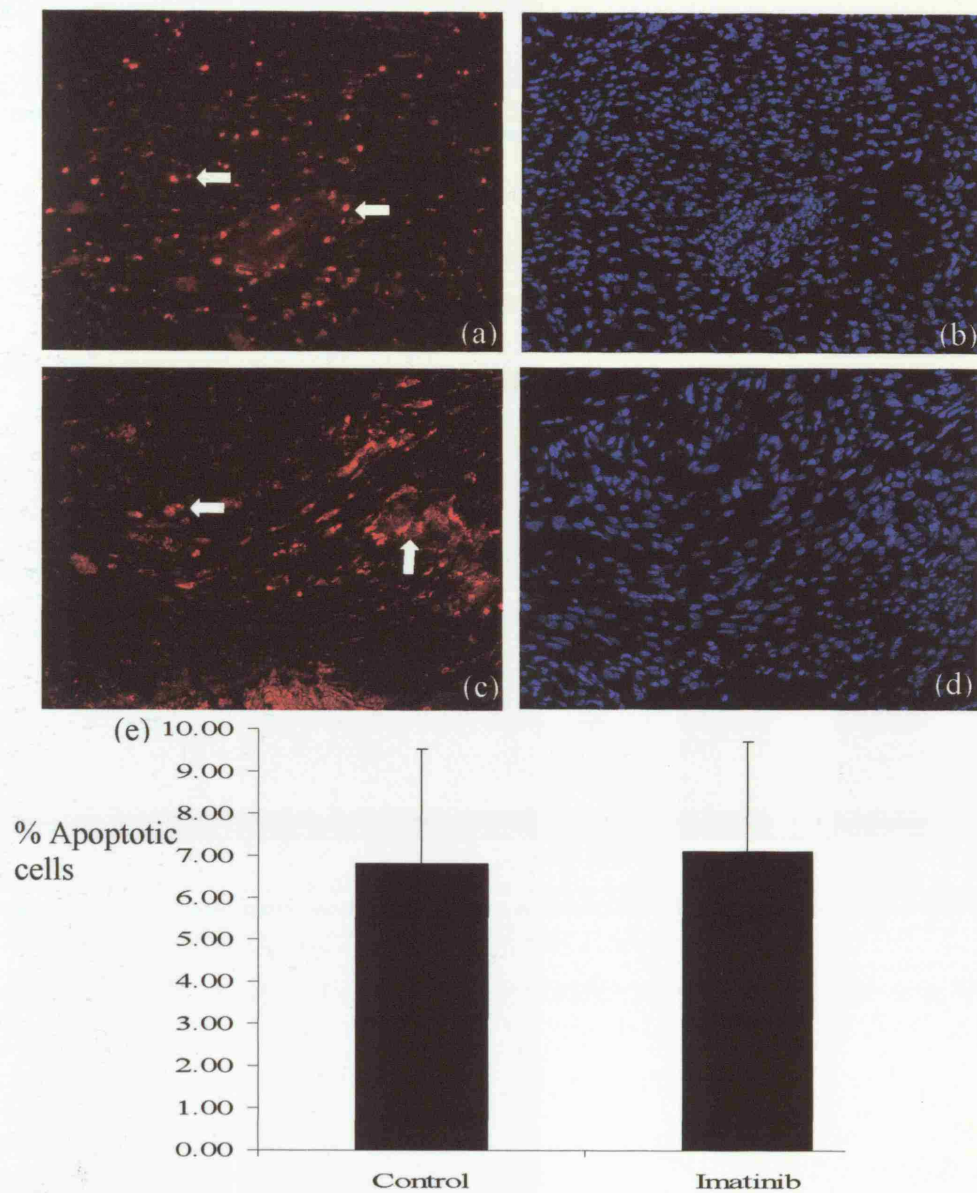 (a)
(b)
(c)
(d)
(e)
10.00
9.00
8.00
7.00
6.00
5.00
4.00
3.00
2.00
1.00
0.00
% Apoptotic
cells
Control
Imatinib